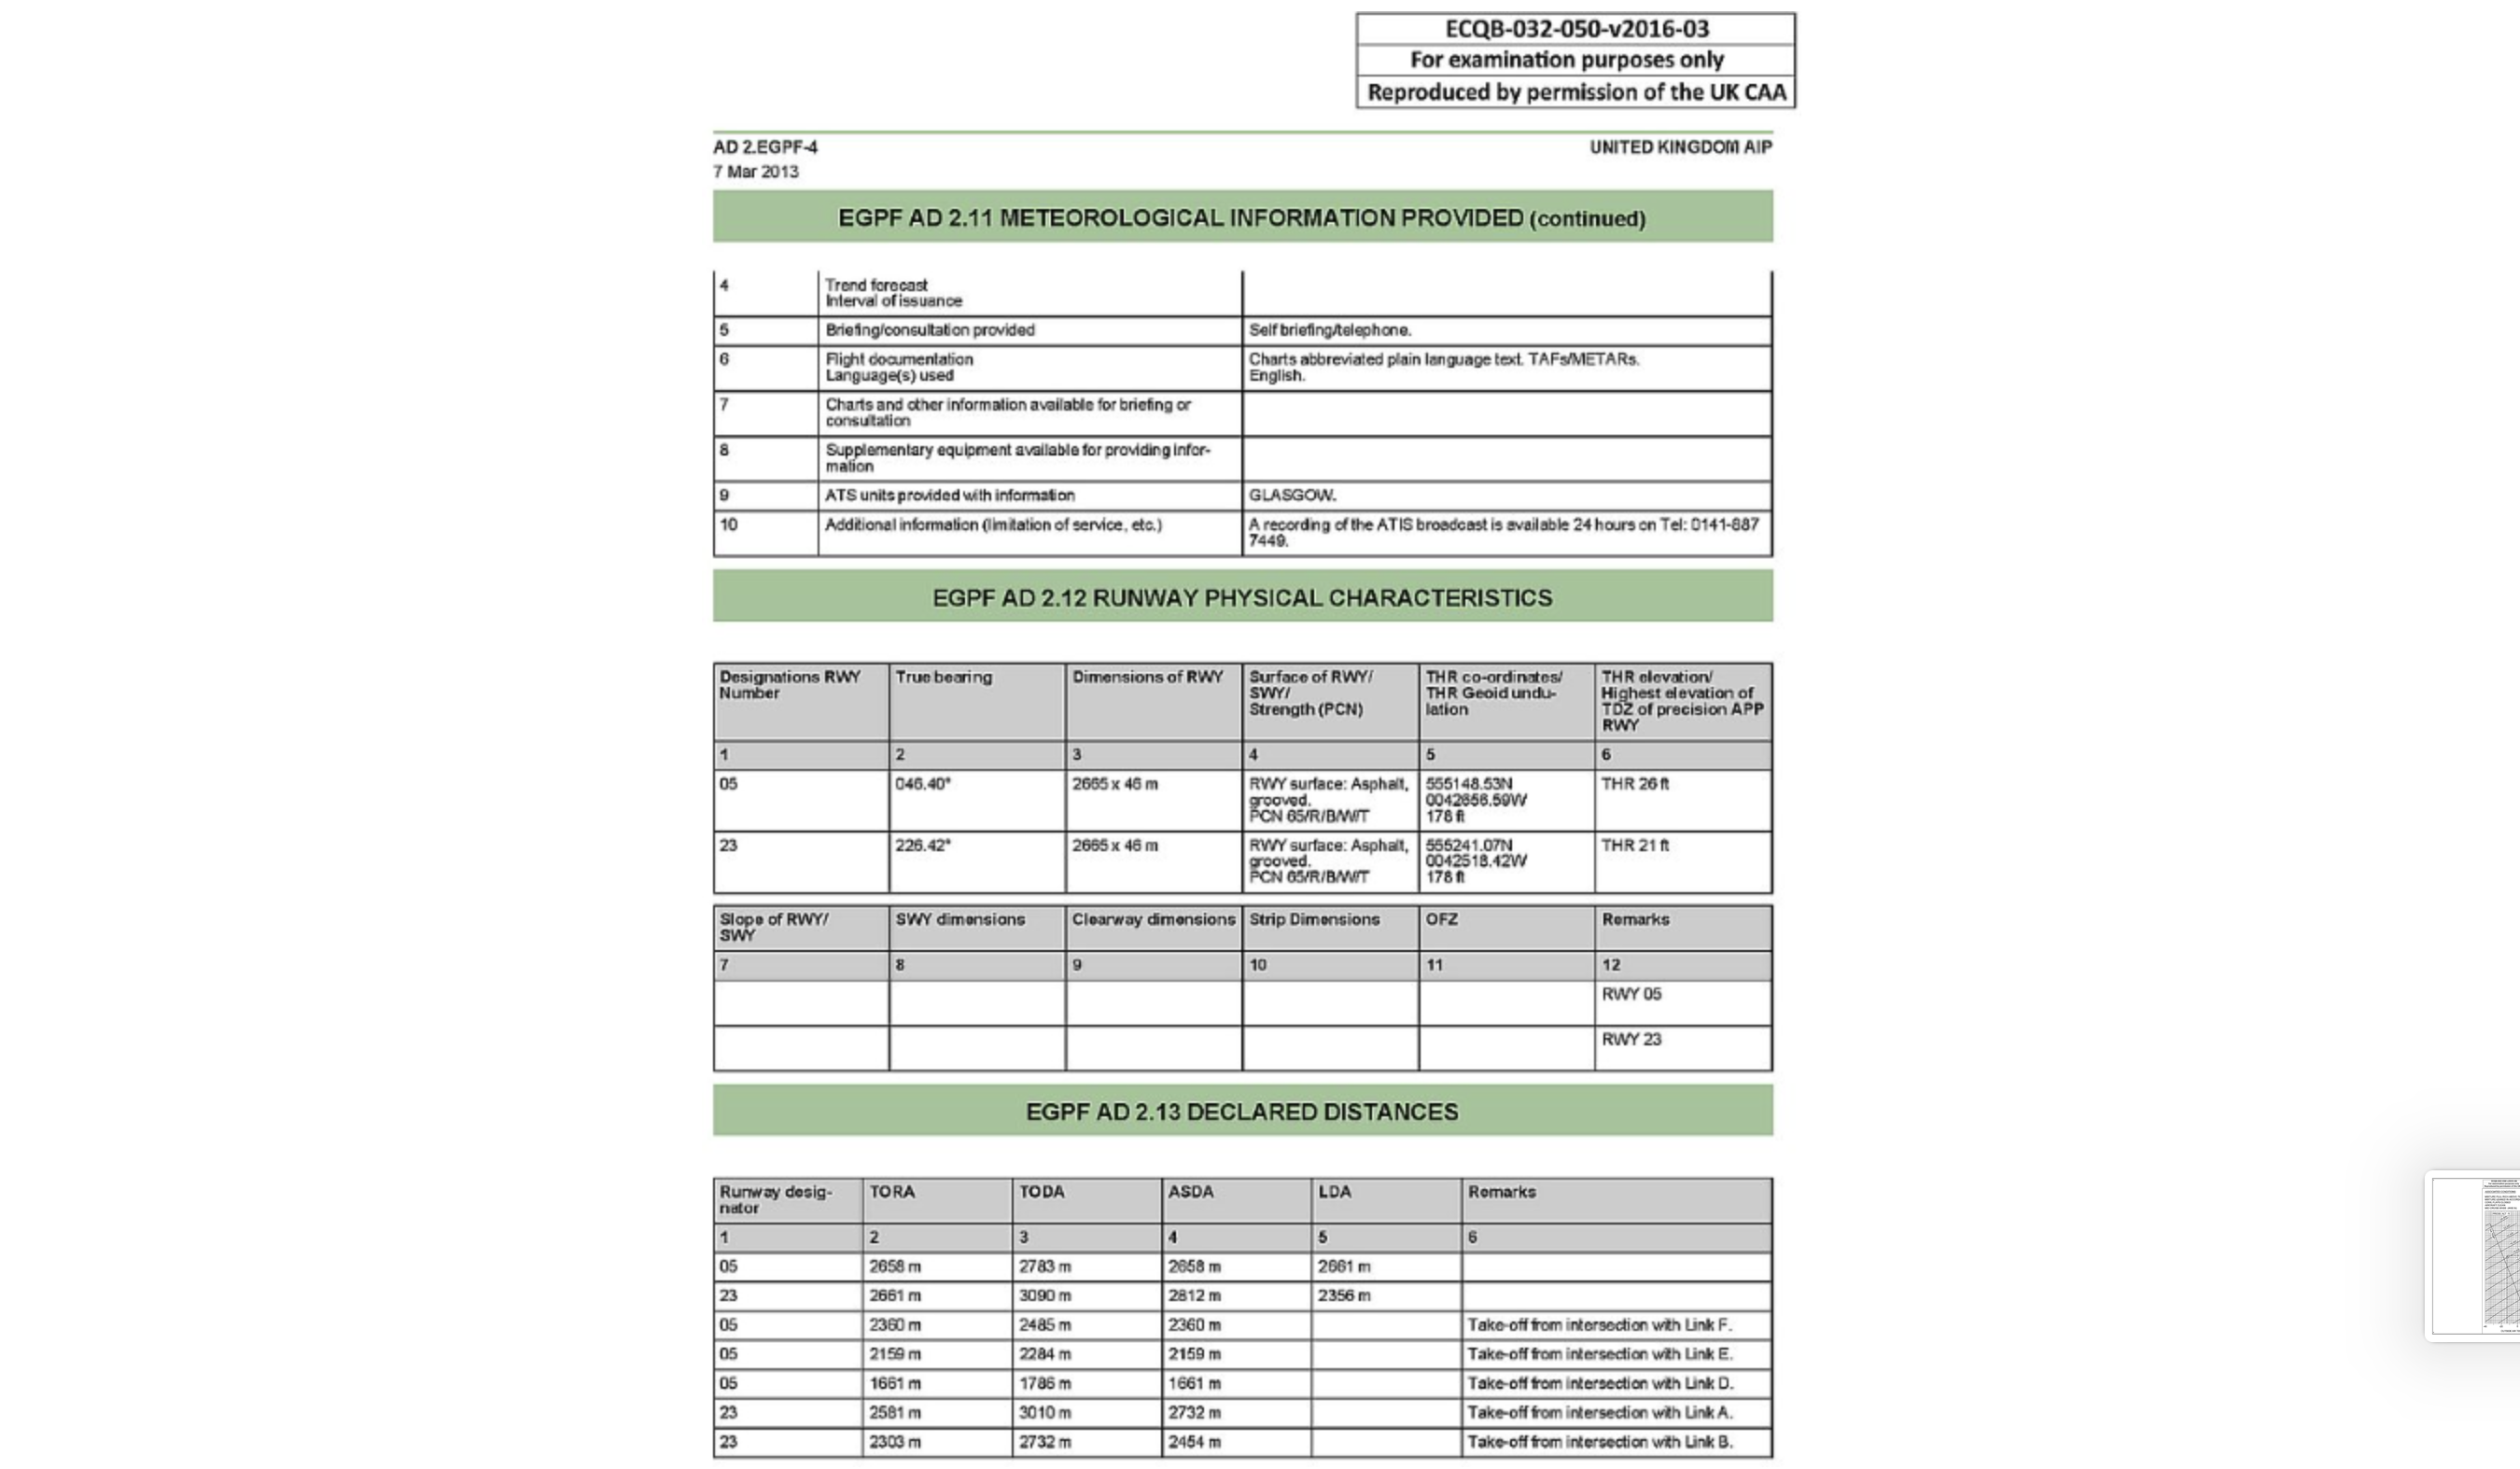 ECQB-032-050-v2016-03
For examination purposes only
Reproduced by permission of the UK CAA
AD 2.EGPF-4
UNITED KINGDOM AIP
7 Mar 2013
EGPF AD 2.11 METEOROLOGICAL INFORMATION PROVIDED (continued)
4 Trend forecast
Interval of issuance
5 Briefing/consultation provided Self briefing/telephone.
6 Flight documentation Charts abbreviated plain language text. TAFs/METARs.
Language(s) used English.
7 Charts and other information available for briefing or
consultation
8 Supplementary equipment available for providing infor-
mation
9 ATS units provided with information GLASGOW.
10 Additional information (limitation of service, etc.) A recording of the ATIS broadcast is available 24 hours on Tel: 0141-887
7449.
EGPF AD 2.12 RUNWAY PHYSICAL CHARACTERISTICS
Designations RWY True bearing Dimensions of RWY Surface of RWY/ THR co-ordinates/ THR elevation/
Number SWY/ THR Geoid undu- Highest elevation of
Strength (PCN) lation TDZ of precision APP
RWY
1 2 3 4 5 6
05 046.40° 2665 x 46 m RWY surface: Asphalt, 555148.53N THR 26 ft
grooved. 0042656.59W
PCN 65/R/B/W/T 178 ft
23 226.42° 2665 x 46 m RWY surface: Asphalt, 555241.07N THR 21 ft
grooved. 0042518.42W
PCN 65/R/B/W/T 178 ft
Slope of RWY/ SWY dimensions Clearway dimensions Strip Dimensions OFZ Remarks
SWY
7 8 9 10 11 12
RWY 05
RWY 23
EGPF AD 2.13 DECLARED DISTANCES
Runway desig- TORA TODA ASDA LDA Remarks
nator
1 2 3 4 5 6
05 2658 m 2783 m 2658 m 2661 m
23 2661 m 3090 m 2812 m 2356 m
05 2360 m 2485 m 2360 m Take-off from intersection with Link F.
05 2159 m 2284 m 2159 m Take-off from intersection with Link E.
05 1661 m 1786 m 1661 m Take-off from intersection with Link D.
23 2581 m 3010 m 2732 m Take-off from intersection with Link A.
23 2303 m 2732 m 2454 m Take-off from intersection with Link B.